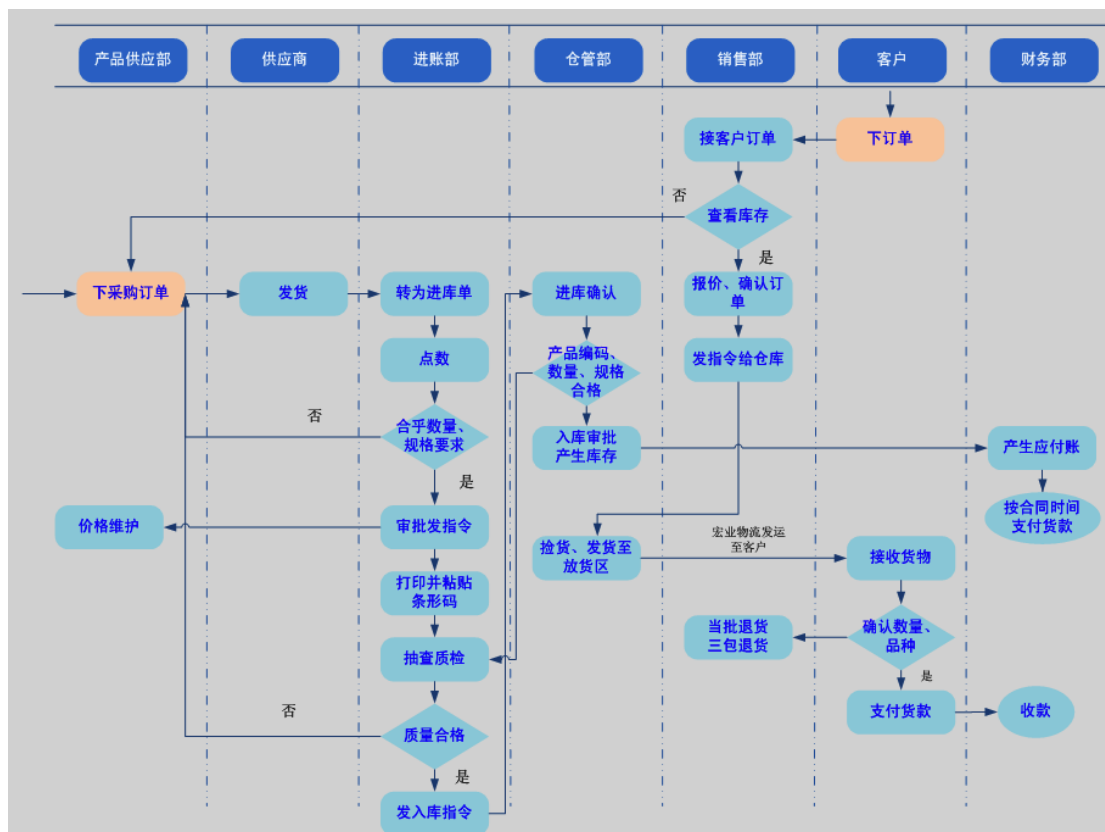 产品供应部
供应商
进账部
仓管部
销售部
客户
财务部
接客户订单
下订单
否
查看库存
是
下采购订单
发货
转为进库单
进库确认
报价、确认订
单
点数
产品编码、
数量、规格
合格
发指令给仓库
否
合乎数量、
规格要求
入库审批
产生库存
产生应付账
是
价格维护
审批发指令
按合同时间
支付货款
捡货、发货至
放货区
宏业物流发运
至客户
接收货物
打印并粘贴
条形码
当批退货
三包退货
确认数量、
品种
抽查质检
是
否
支付货款
收款
质量合格
是
发入库指令